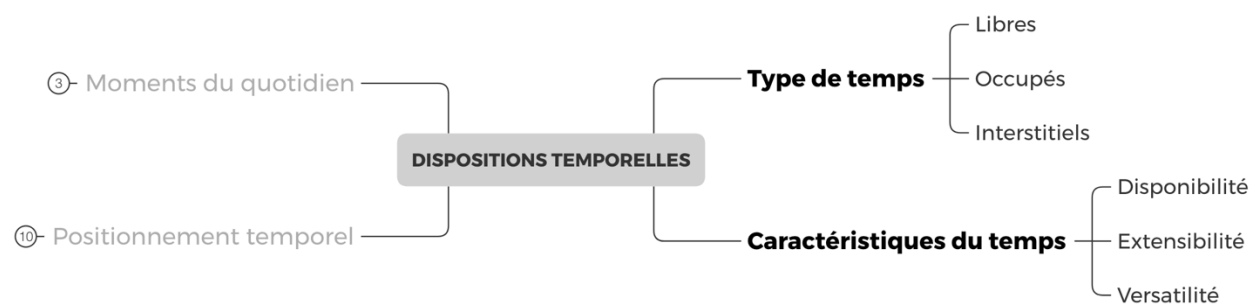 DISPOSITIONS TEMPORELLES
Type de temps
Libres
Occupés
Interstitiels
Caractéristiques du temps
Disponibilité
Extensibilité
Versatilité
3 Moments du quotidien
10 Positionnement temporel